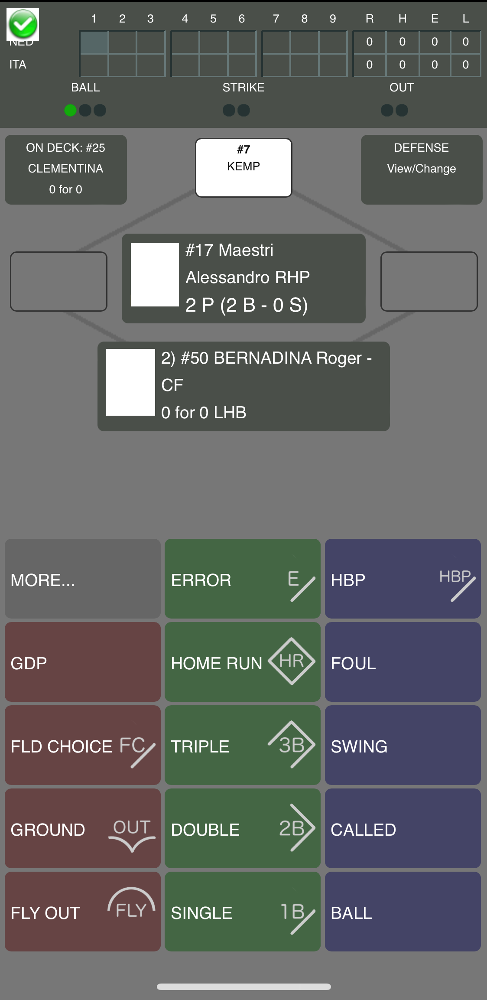 1 2 3 4 5 6 7 8 9 R H E L
NED 0 0 0 0
ITA 0 0 0 0
BALL STRIKE OUT
ON DECK: #25
CLEMENTINA
0 for 0
#7
KEMP
DEFENSE
View/Change
#17 Maestri
Alessandro RHP
2 P (2 B - 0 S)
2) #50 BERNADINA Roger -
CF
0 for 0 LHB
MORE... ERROR E HBP HBP
GDP HOME RUN HR FOUL
FLD CHOICE FC TRIPLE 3B SWING
GROUND OUT DOUBLE 2B CALLED
FLY OUT FLY SINGLE 1B BALL